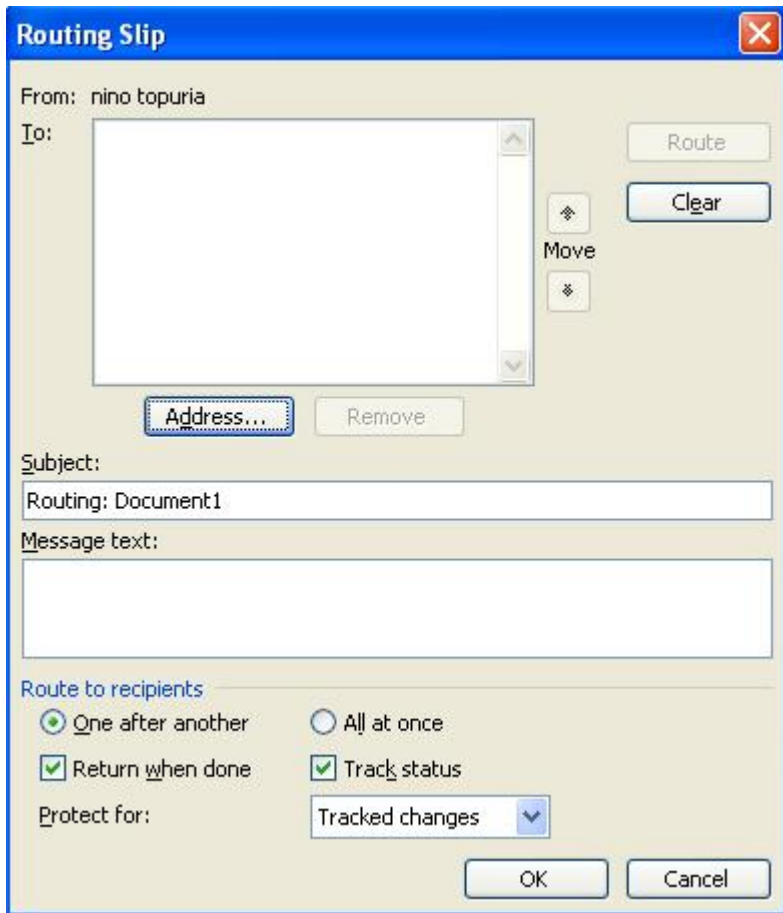 Routing Slip
From: nino topuria
To:
Route
Clear
Move
Address...
Remove
Subject:
Routing: Document1
Message text:
Route to recipients
One after another
All at once
Return when done
Track status
Protect for:
Tracked changes
OK
Cancel